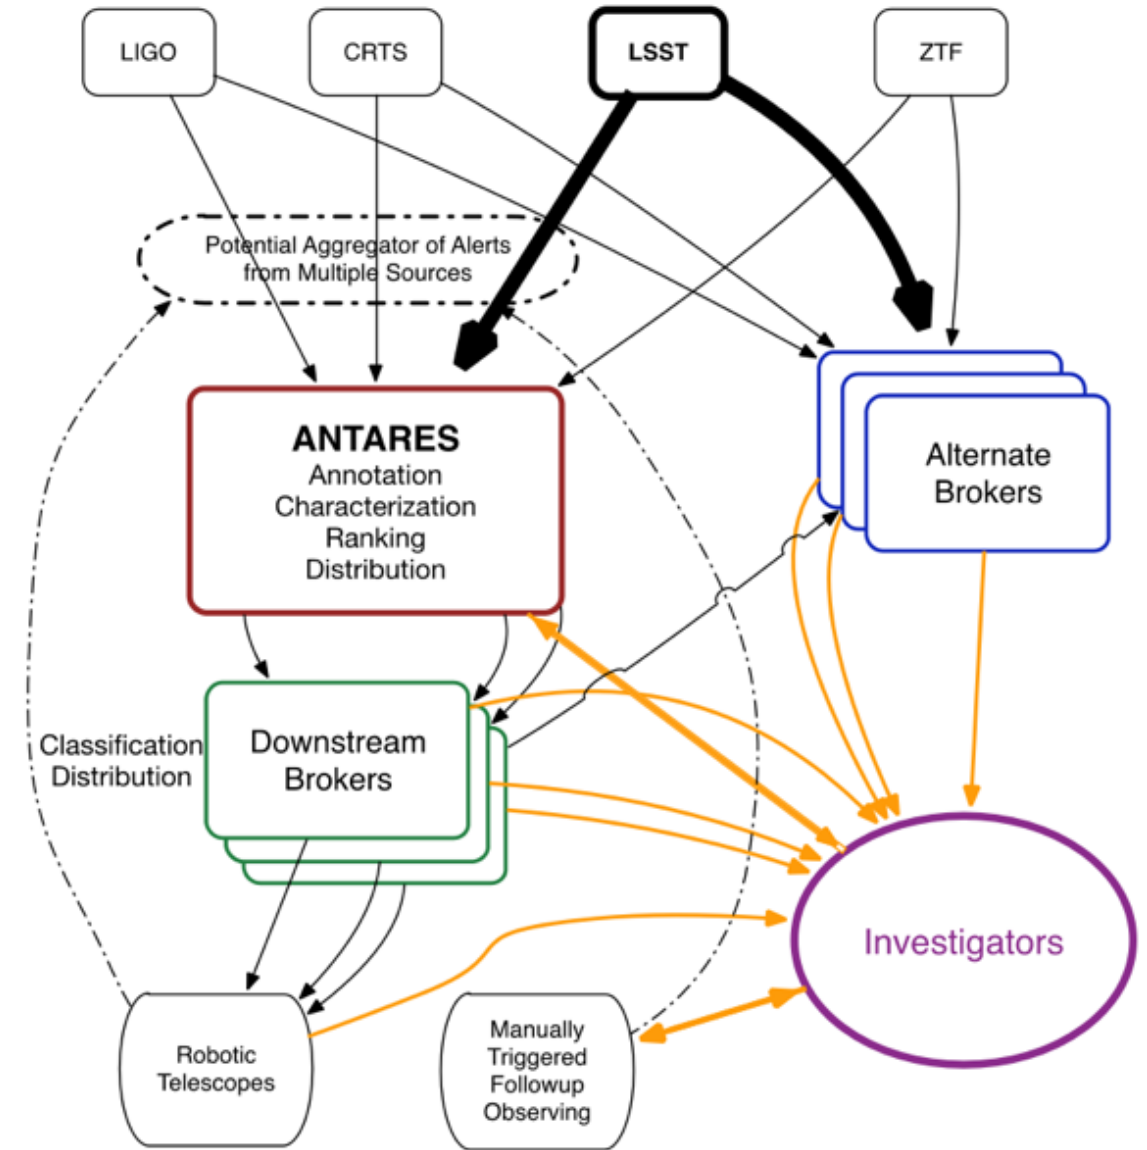 LIGO
CRTS
LSST
ZTF
Potential Aggregator of Alerts
from Multiple Sources
ANTARES
Annotation
Characterization
Ranking
Distribution
Alternate
Brokers
Classification
Distribution
Downstream
Brokers
Investigators
Robotic
Telescopes
Manually
Triggered
Followup
Observing